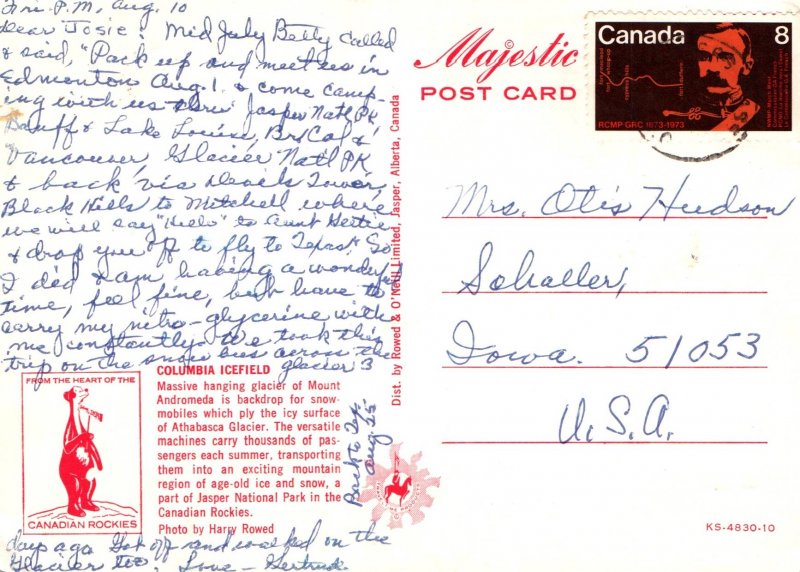 Fri. P.M., Aug. 10
Dear Josie: Mid July Betty called
& said, "Pack up and meet us in
Edmonton Aug. 1 & come camp-
ing with us thru Jasper Nat'l Pk,
Banff & Lake Louise, Br. Col &
Vancouver, Glacier Nat'l PK
& back via Devils Tower,
Black Hills to Mitchell where
we will say "Hello" to Aunt Gertie
& drop you off to fly to Texas". So
I did & am having a wonderful
time, feel fine, but have to
carry my nitro-glycerine with
me constantly. We took this
trip on the snow bus across the
glacier 3
days ago. Got off and walked on the
Glacier too. Love - Gertrude
Back to
Aug. 25
FROM THE HEART OF THE
CANADIAN ROCKIES
COLUMBIA ICEFIELD
Massive hanging glacier of Mount
Andromeda is backdrop for snow-
mobiles which ply the icy surface
of Athabasca Glacier. The versatile
machines carry thousands of pas-
sengers each summer, transporting
them into an exciting mountain
region of age-old ice and snow, a
part of Jasper National Park in the
Canadian Rockies.
Photo by Harry Rowed
Dist. by Rowed & O'Neill Limited, Jasper, Alberta, Canada
Majestic
POST CARD
Canada 8
RCMP GRC 1873-1973
Mrs. Otis Hudson
Schaller,
Iowa. 51053
U.S.A.
KS-4830-10